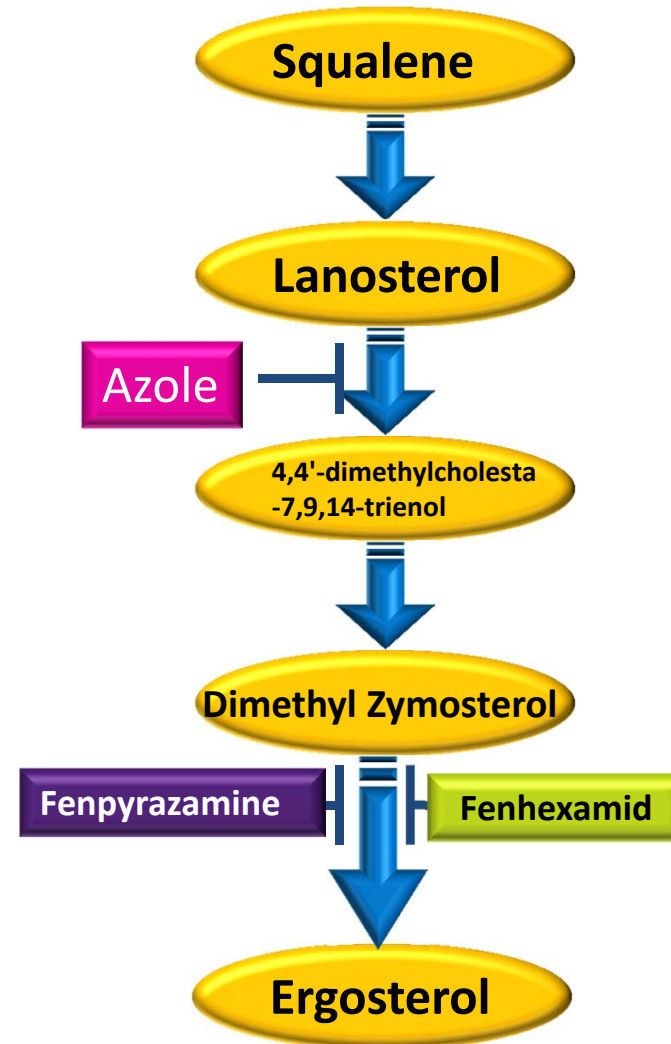 Squalene
Lanosterol
Azole
4,4'-dimethylcholesta
-7,9,14-trienol
Dimethyl Zymosterol
Fenpyrazamine
Fenhexamid
Ergosterol